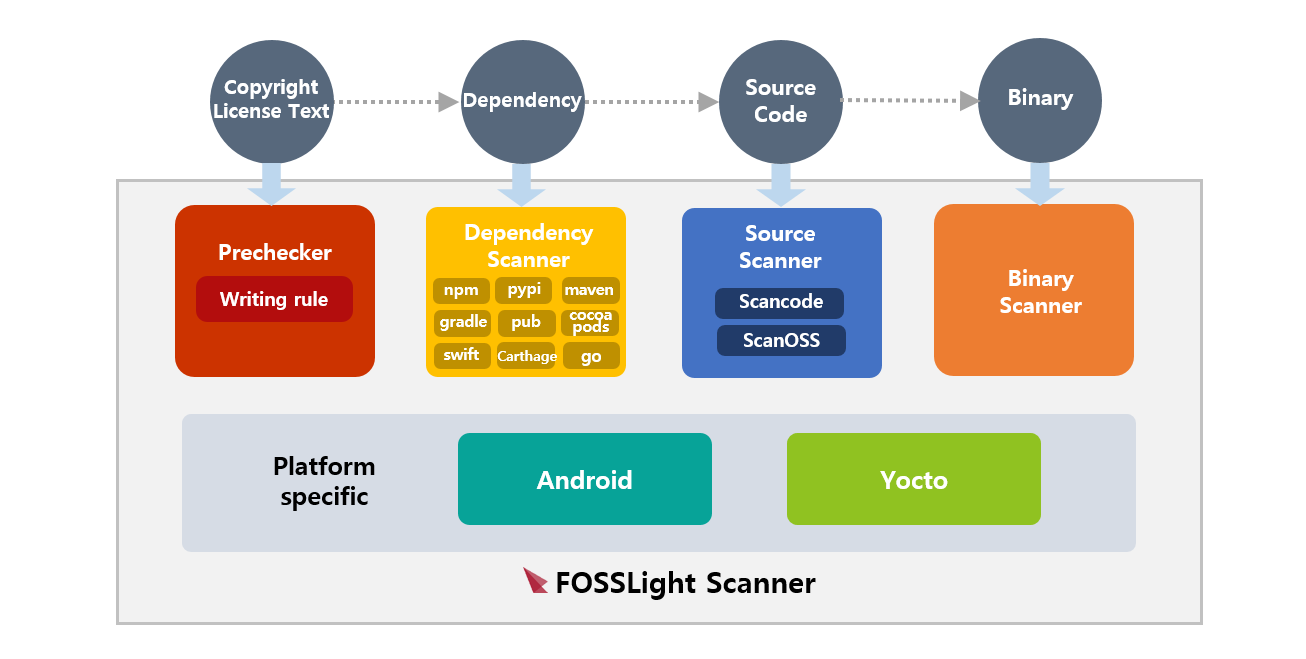 Copyright
License Text
Dependency
Source
Code
Binary
Prechecker
Writing rule
Dependency
Scanner
npm
pypi
maven
gradle
pub
cocoa
pods
swift
Carthage
go
Source
Scanner
Scancode
ScanOSS
Binary
Scanner
Platform
specific
Android
Yocto
FOSSLight Scanner